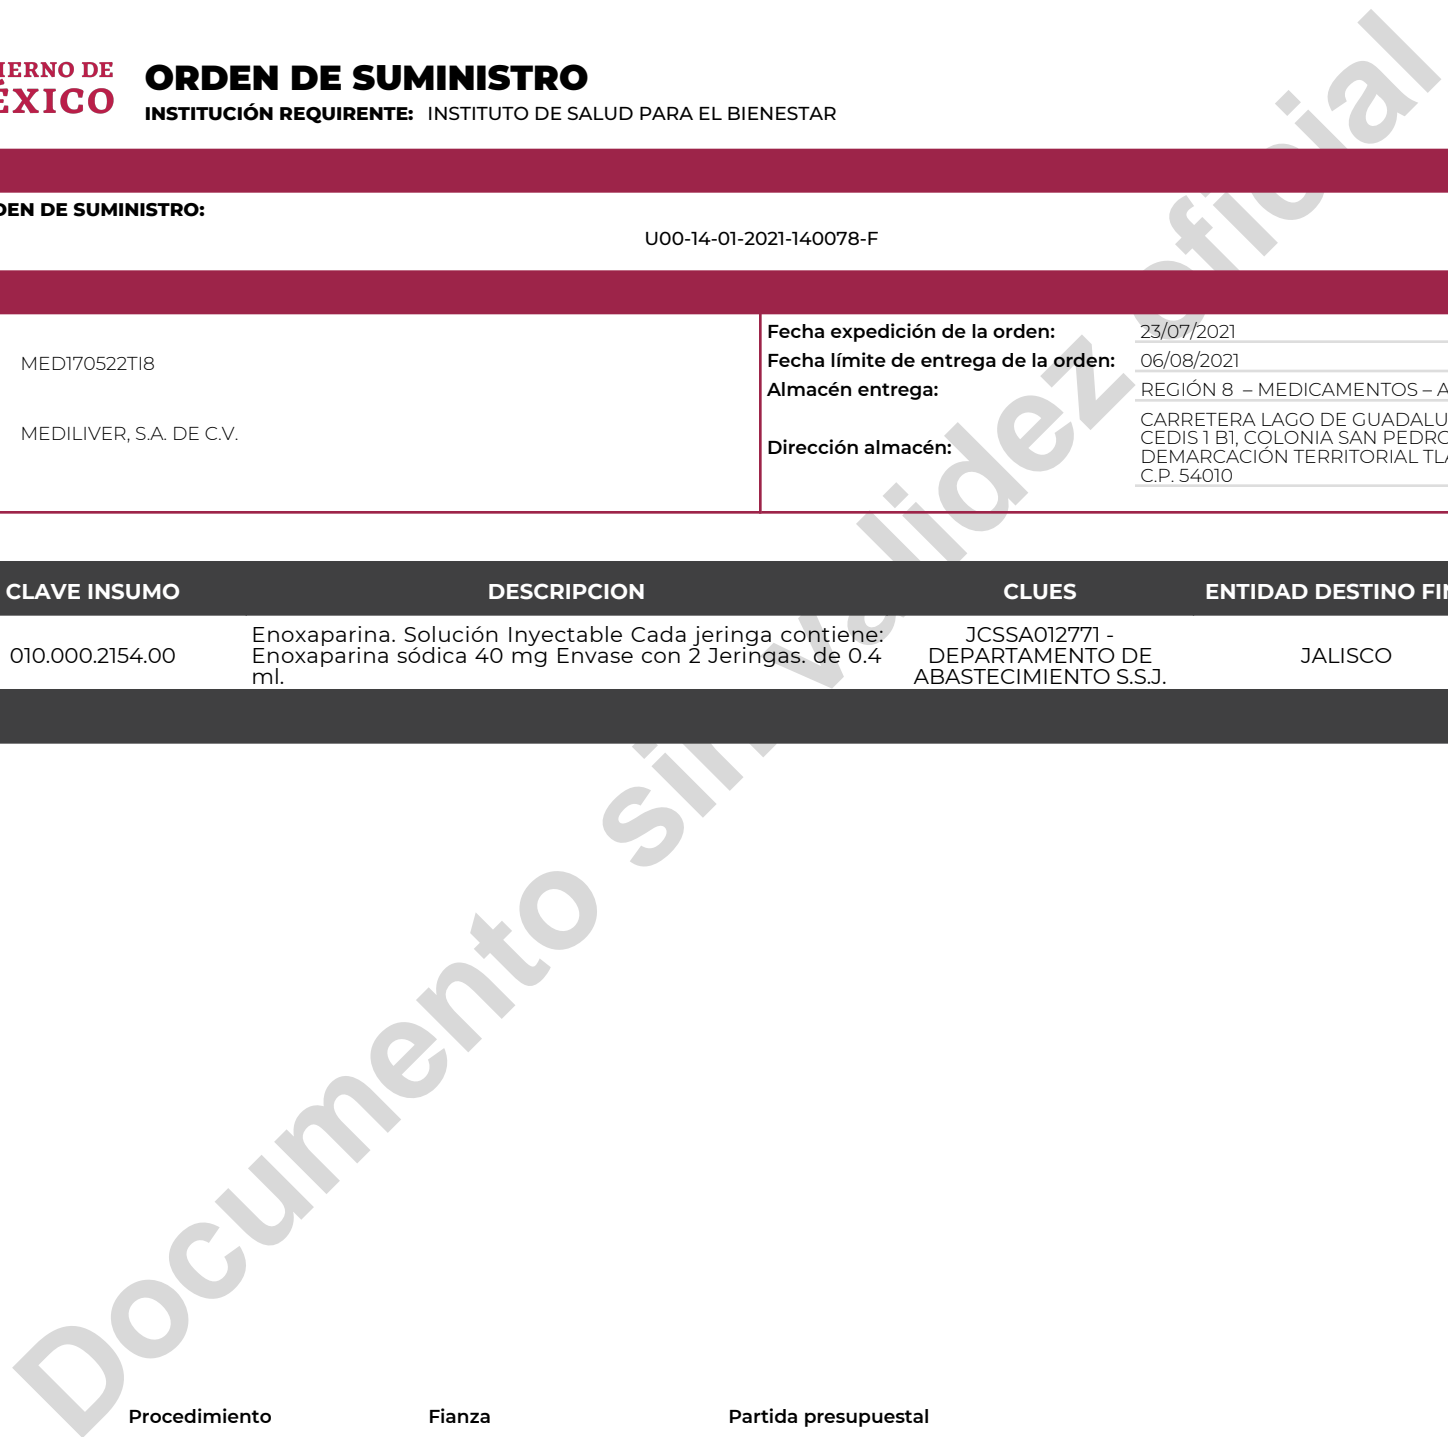 IERNO DE
ÉXICO
ORDEN DE SUMINISTRO
INSTITUCIÓN REQUIRENTE: INSTITUTO DE SALUD PARA EL BIENESTAR
DEN DE SUMINISTRO:
U00-14-01-2021-140078-F
MED170522TI8
MEDILIVER, S.A. DE C.V.
Fecha expedición de la orden: 23/07/2021
Fecha límite de entrega de la orden: 06/08/2021
Almacén entrega: REGIÓN 8 – MEDICAMENTOS – A
Dirección almacén:
CARRETERA LAGO DE GUADALU
CEDIS 1 B1, COLONIA SAN PEDRO
DEMARCACIÓN TERRITORIAL TLA
C.P. 54010
CLAVE INSUMO DESCRIPCION CLUES ENTIDAD DESTINO FIN
010.000.2154.00
Enoxaparina. Solución Inyectable Cada jeringa contiene:
Enoxaparina sódica 40 mg Envase con 2 Jeringas. de 0.4
ml.
JCSSA012771 -
DEPARTAMENTO DE
ABASTECIMIENTO S.S.J.
JALISCO
Documento sin validez oficial
Procedimiento Fianza Partida presupuestal